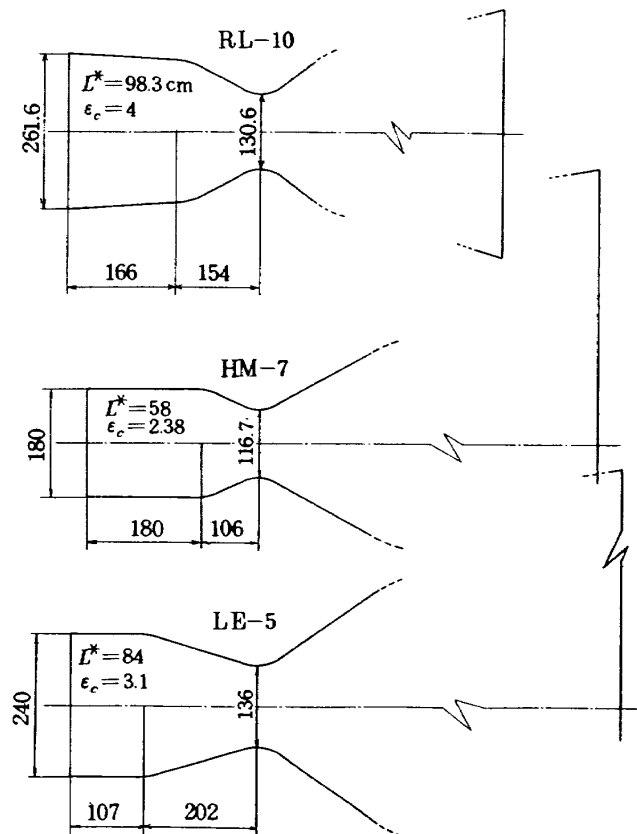 RL-10
L*=98.3 cm
εc=4
261.6
130.6
166
154
HM-7
L*=58
εc=2.38
180
116.7
180
106
LE-5
L*=84
εc=3.1
240
136
107
202